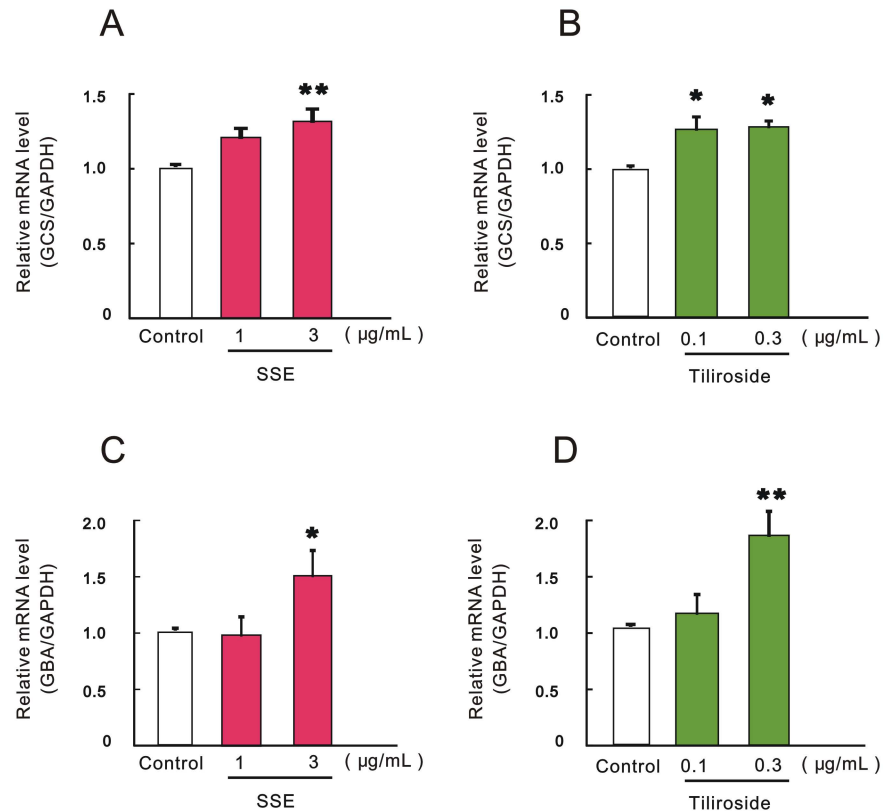 A
Relative mRNA level
(GCS/GAPDH)
1.5
1.0
0.5
0
**
Control 1 3 ( µg/mL )
SSE
B
Relative mRNA level
(GCS/GAPDH)
1.5
1.0
0.5
0
* *
Control 0.1 0.3 (µg/mL )
Tiliroside
C
Relative mRNA level
(GBA/GAPDH)
2.0
1.5
1.0
0.5
0
*
Control 1 3 ( µg/mL )
SSE
D
Relative mRNA level
(GBA/GAPDH)
2.0
1.5
1.0
0.5
0
**
Control 0.1 0.3 ( µg/mL )
Tiliroside